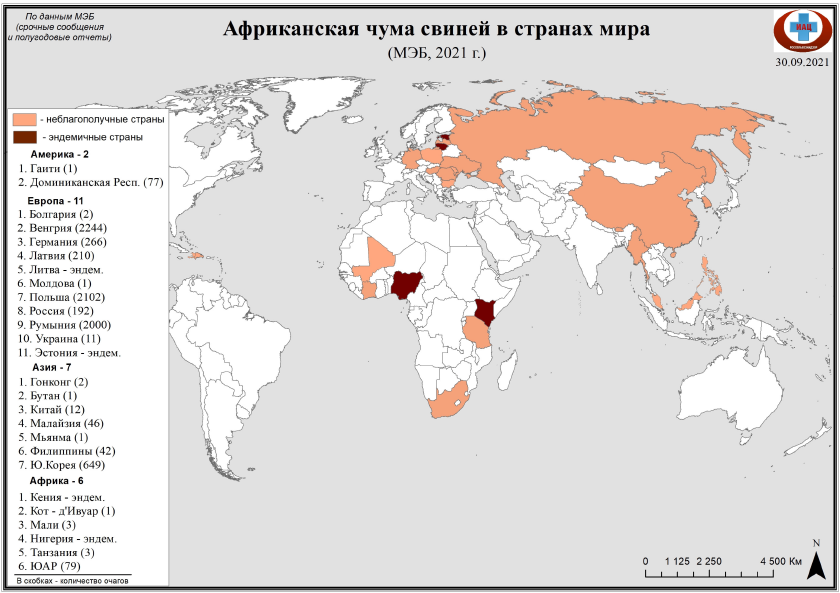 По данным МЭБ
(срочные сообщения
и полугодовые отчеты)
Африканская чума свиней в странах мира
(МЭБ, 2021 г.)
ИАЦ
30.09.2021
- неблагополучные страны
- эндемичные страны
Америка - 2
1. Гаити (1)
2. Доминиканская Респ. (77)
Европа - 11
1. Болгария (2)
2. Венгрия (2244)
3. Германия (266)
4. Латвия (210)
5. Литва - эндем.
6. Молдова (1)
7. Польша (2102)
8. Россия (192)
9. Румыния (2000)
10. Украина (11)
11. Эстония - эндем.
Азия - 7
1. Гонконг (2)
2. Бутан (1)
3. Китай (12)
4. Малайзия (46)
5. Мьянма (1)
6. Филиппины (42)
7. Ю.Корея (649)
Африка - 6
1. Кения - эндем.
2. Кот - д'Ивуар (1)
3. Мали (3)
4. Нигерия - эндем.
5. Танзания (3)
6. ЮАР (79)
В скобках - количество очагов
N
0 1 125 2 250 4 500 Км